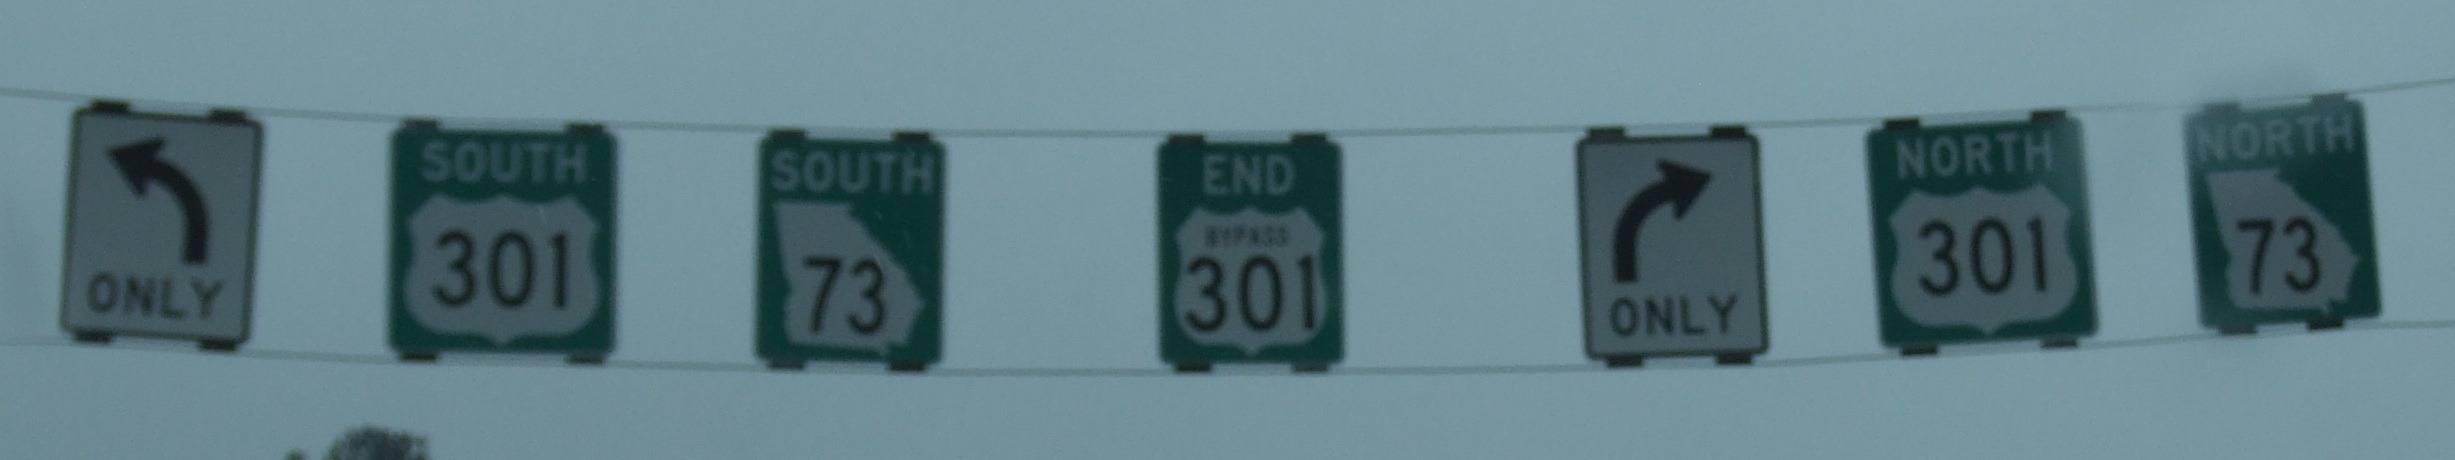 ONLY
SOUTH
301
SOUTH
73
END
BYPASS
301
ONLY
NORTH
301
NORTH
73